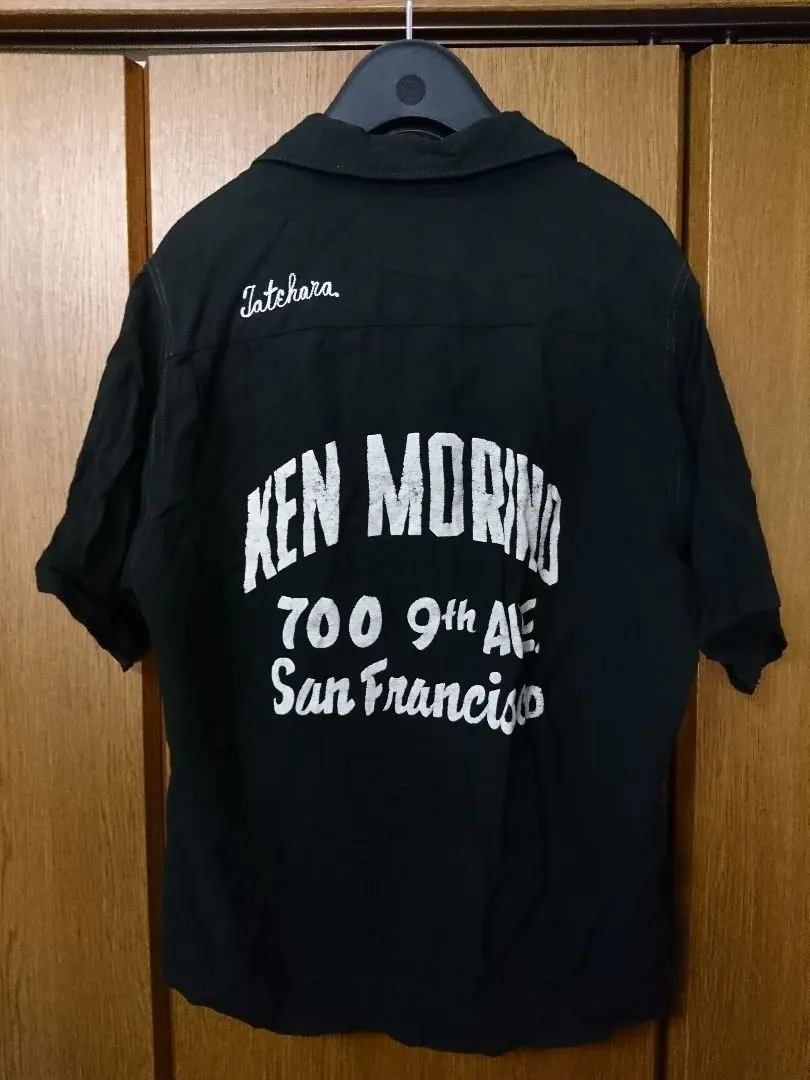 Tatehara.
KEN MORINO
700 9th AVE.
San Francisco